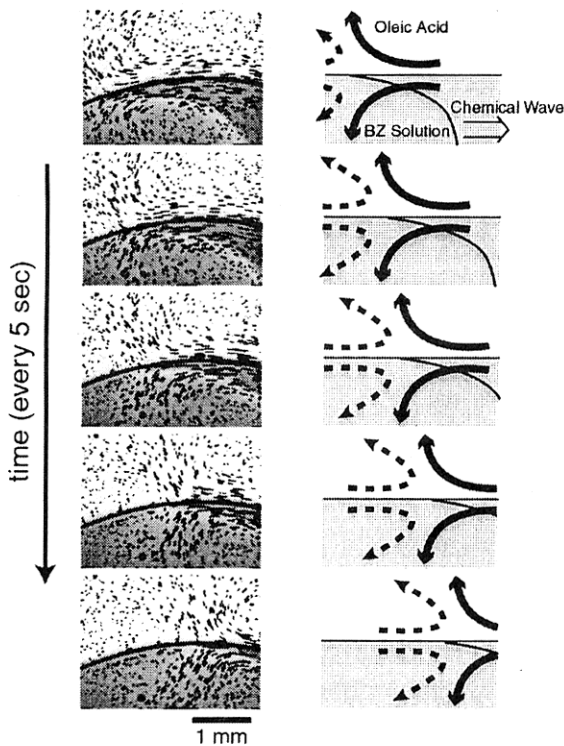 Oleic Acid
Chemical Wave
BZ Solution
time (every 5 sec)
1 mm